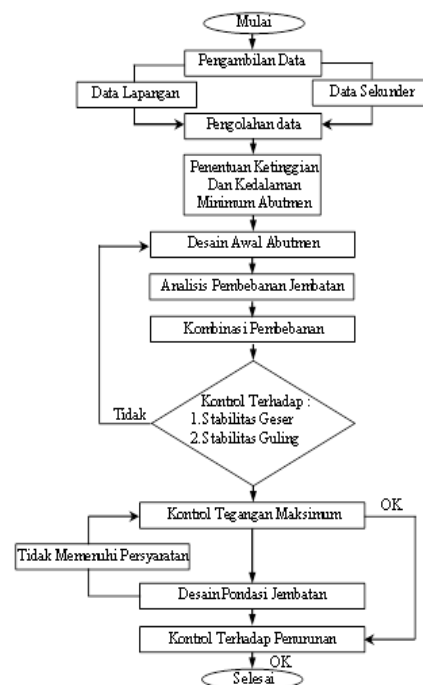 Mulai
Pengambilan Data
Data Lapangan
Data Sekunder
Pengolahan data
Penentuan Ketinggian
Dan Kedalaman
Minimum Abutmen
Desain Awal Abutmen
Analisis Pembebanan Jembatan
Kombinasi Pembebanan
Kontrol Terhadap :
1.Stabilitas Geser
2.Stabilitas Guling
Tidak
Kontrol Tegangan Maksimum
OK
Tidak Memenuhi Persyaratan
Desain Pondasi Jembatan
Kontrol Terhadap Penurunan
OK
Selesai